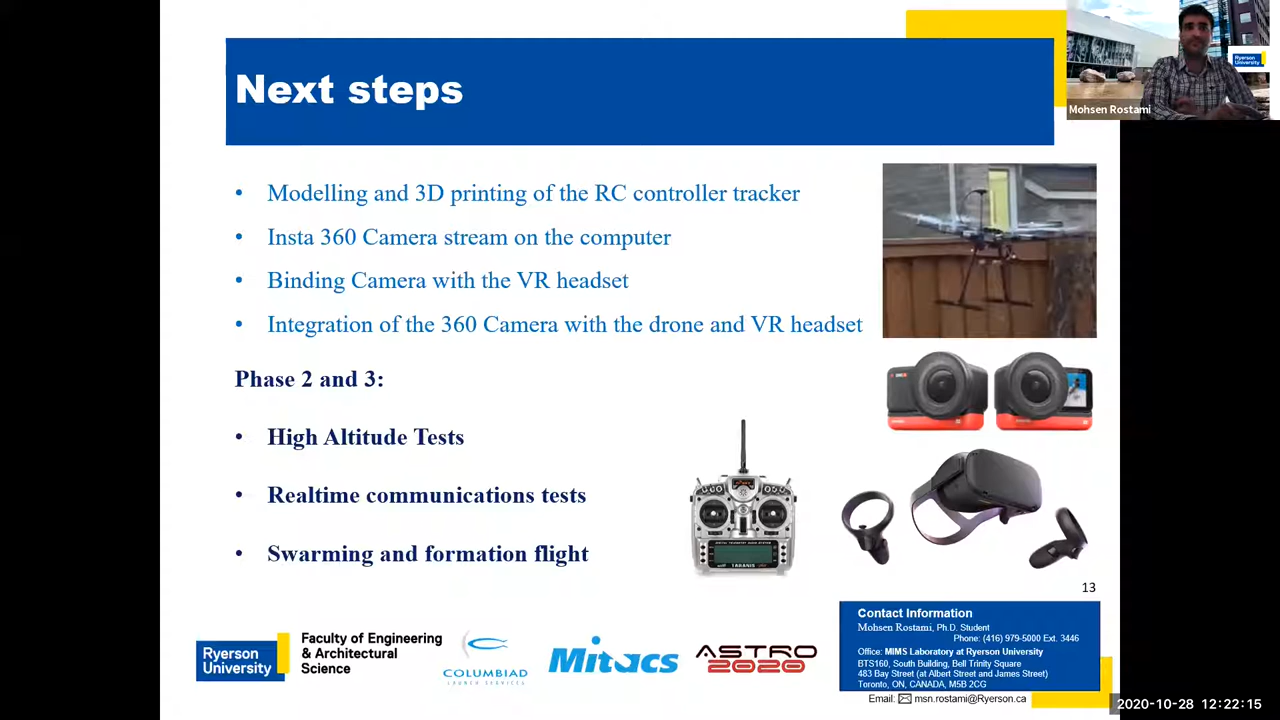 Next steps
Ryerson
University
Mohsen Rostami
• Modelling and 3D printing of the RC controller tracker
• Insta 360 Camera stream on the computer
• Binding Camera with the VR headset
• Integration of the 360 Camera with the drone and VR headset
Phase 2 and 3:
• High Altitude Tests
• Realtime communications tests
• Swarming and formation flight
TARANIS
13
Ryerson
University
Faculty of Engineering
& Architectural
Science
COLUMBIAD
LAUNCH SERVICES
Mitacs
ASTRO
2020
Contact Information
Mohsen Rostami, Ph.D. Student
Phone: (416) 979-5000 Ext. 3446
Office: MIMS Laboratory at Ryerson University
BTS160, South Building, Bell Trinity Square
483 Bay Street (at Albert Street and James Street)
Toronto, ON, CANADA, M5B 2CG
Email: msn.rostami@Ryerson.ca
2020-10-28 12:22:15